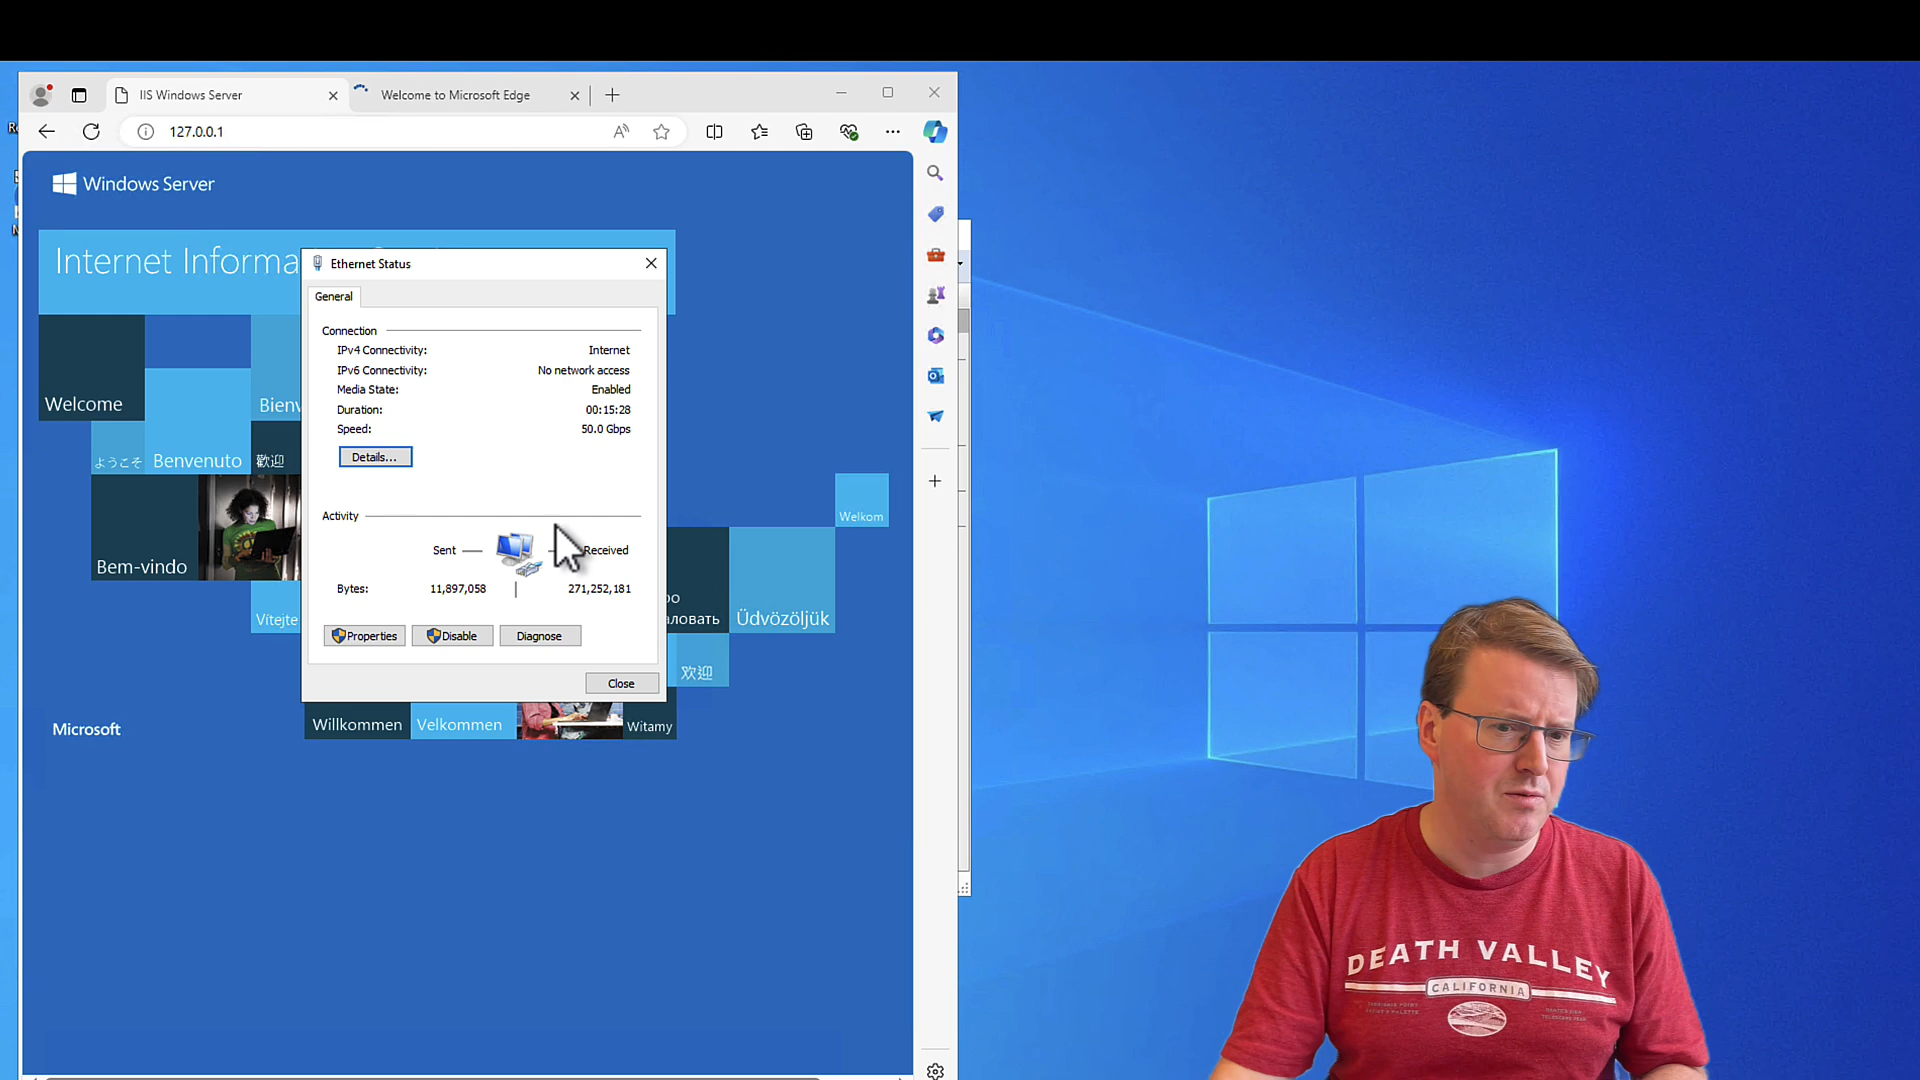 IIS Windows Server
Welcome to Microsoft Edge
127.0.0.1
Windows Server
Internet Informa
Ethernet Status
General
Connection
IPv4 Connectivity: Internet
IPv6 Connectivity: No network access
Media State: Enabled
Duration: 00:15:28
Speed: 50.0 Gbps
Details...
Activity
Sent
Received
Bytes: 11,897,058 271,252,181
Properties
Disable
Diagnose
Close
Welcome
Bienv
ようこそ
Benvenuto
歡迎
Welkom
Bem-vindo
Vítejte
ро
аловать
Üdvözöljük
欢迎
Microsoft
Willkommen
Velkommen
Witamy
DEATH VALLEY
CALIFORNIA